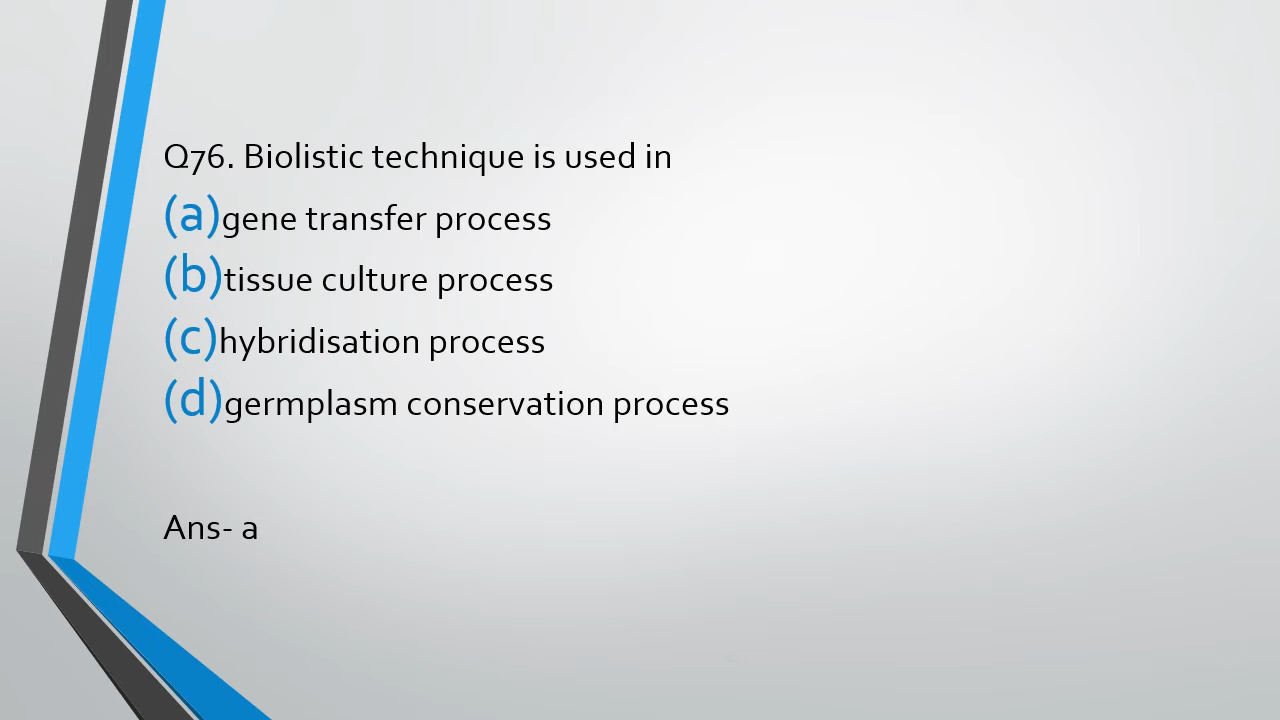 Q76. Biolistic technique is used in
(a)gene transfer process
(b)tissue culture process
(c)hybridisation process
(d)germplasm conservation process
Ans- a